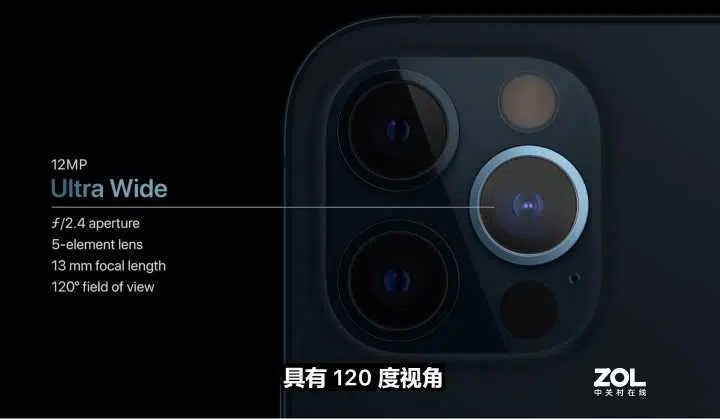 12MP
Ultra Wide
ƒ/2.4 aperture
5-element lens
13 mm focal length
120° field of view
具有 120 度视角
ZOL
中关村在线